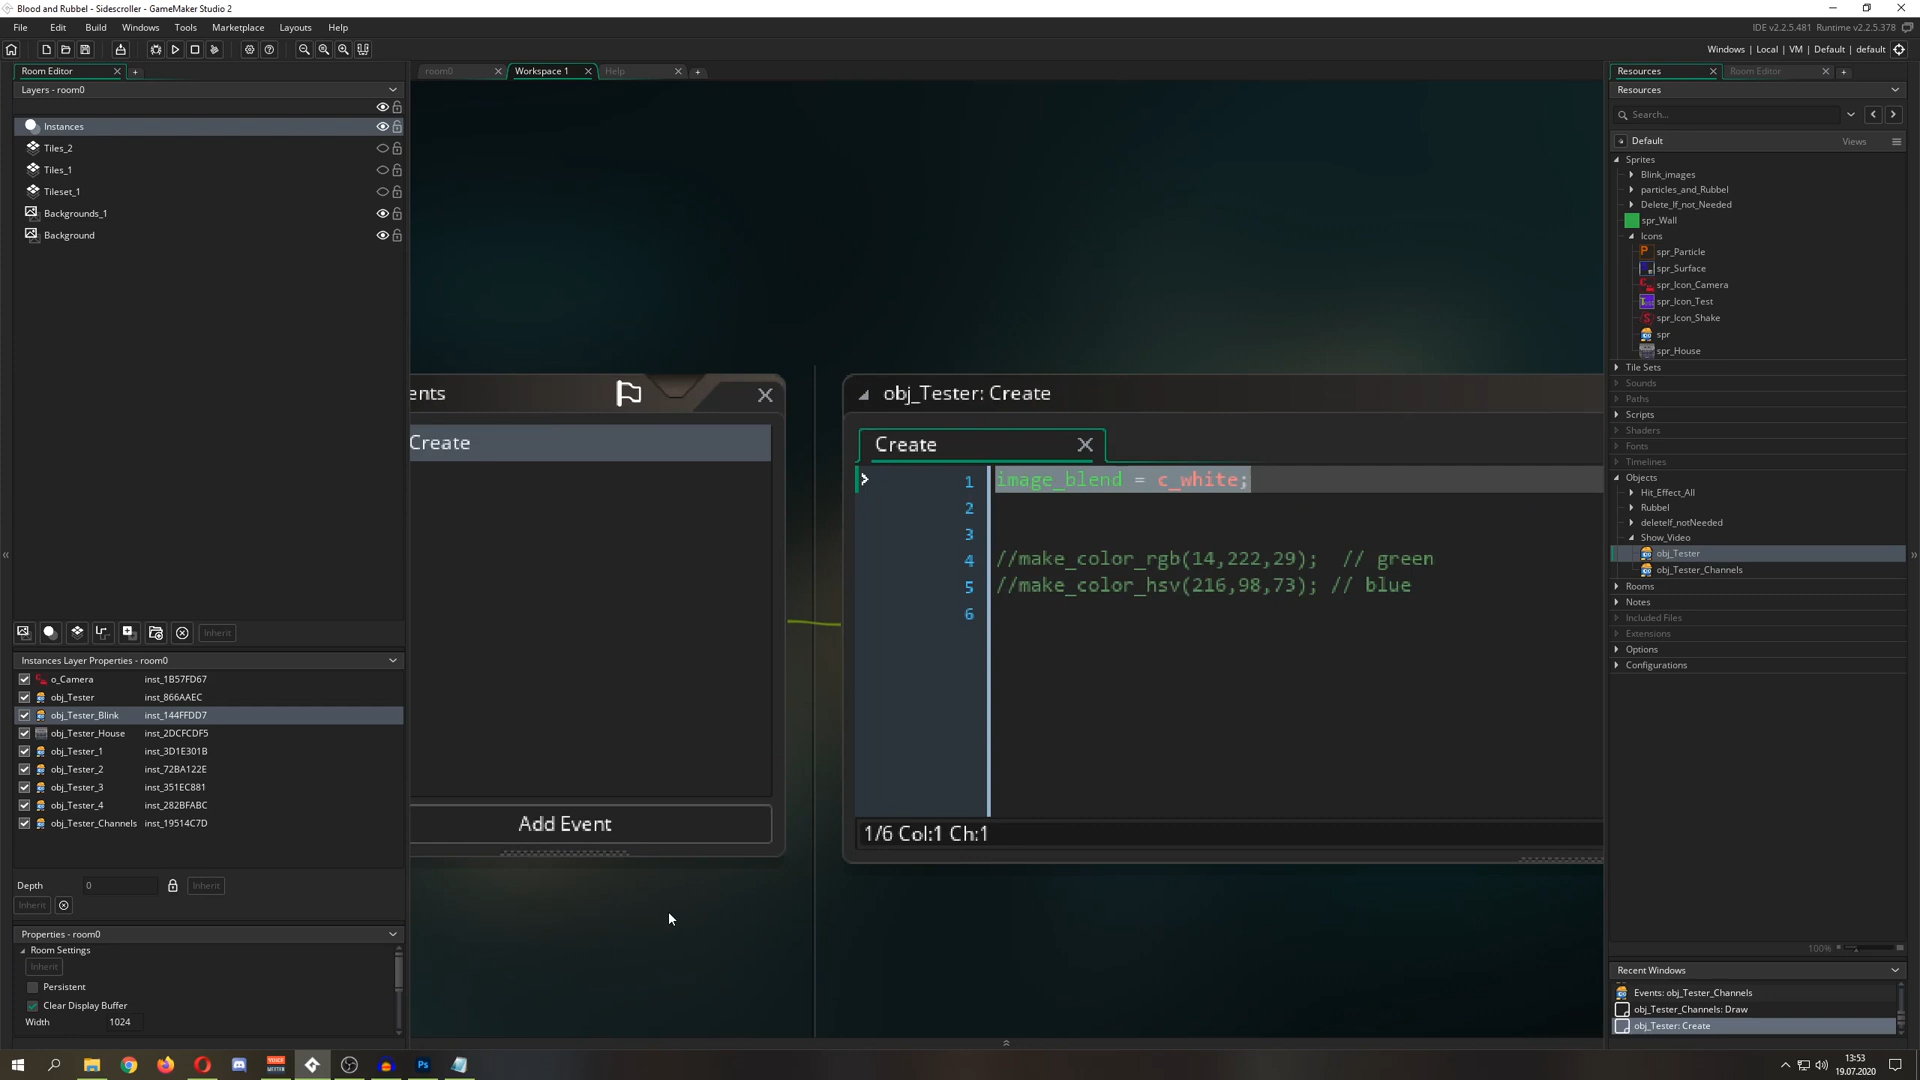 Blood and Rubbel - Sidescroller - GameMaker Studio 2
File Edit Build Windows Tools Marketplace Layouts Help
IDE v2.2.5.481 Runtime v2.2.5.378
Windows | Local | VM | Default | default
Room Editor
room0
Workspace 1
Help
Resources
Room Editor
Layers - room0
Instances
Tiles_2
Tiles_1
Tileset_1
Backgrounds_1
Background
Inherit
Instances Layer Properties - room0
o_Camera inst_1B57FD67
obj_Tester inst_866AAEC
obj_Tester_Blink inst_144FFDD7
obj_Tester_House inst_2DCFCDF5
obj_Tester_1 inst_3D1E301B
obj_Tester_2 inst_72BA122E
obj_Tester_3 inst_351EC881
obj_Tester_4 inst_282BFABC
obj_Tester_Channels inst_19514C7D
Depth 0 Inherit
Inherit
Properties - room0
Room Settings
Inherit
Persistent
Clear Display Buffer
Width 1024
ents
Create
Add Event
obj_Tester: Create
Create
1 image_blend = c_white;
2
3
4 //make_color_rgb(14,222,29); // green
5 //make_color_hsv(216,98,73); // blue
6
1/6 Col:1 Ch:1
Resources
Search...
Default Views
Sprites
Blink_images
particles_and_Rubbel
Delete_If_not_Needed
spr_Wall
Icons
spr_Particle
spr_Surface
spr_Icon_Camera
spr_Icon_Test
spr_Icon_Shake
spr
spr_House
Tile Sets
Sounds
Paths
Scripts
Shaders
Fonts
Timelines
Objects
Hit_Effect_All
Rubbel
deleteIf_notNeeded
Show_Video
obj_Tester
obj_Tester_Channels
Rooms
Notes
Included Files
Extensions
Options
Configurations
100%
Recent Windows
Events: obj_Tester_Channels
obj_Tester_Channels: Draw
obj_Tester: Create
13:53
19.07.2020